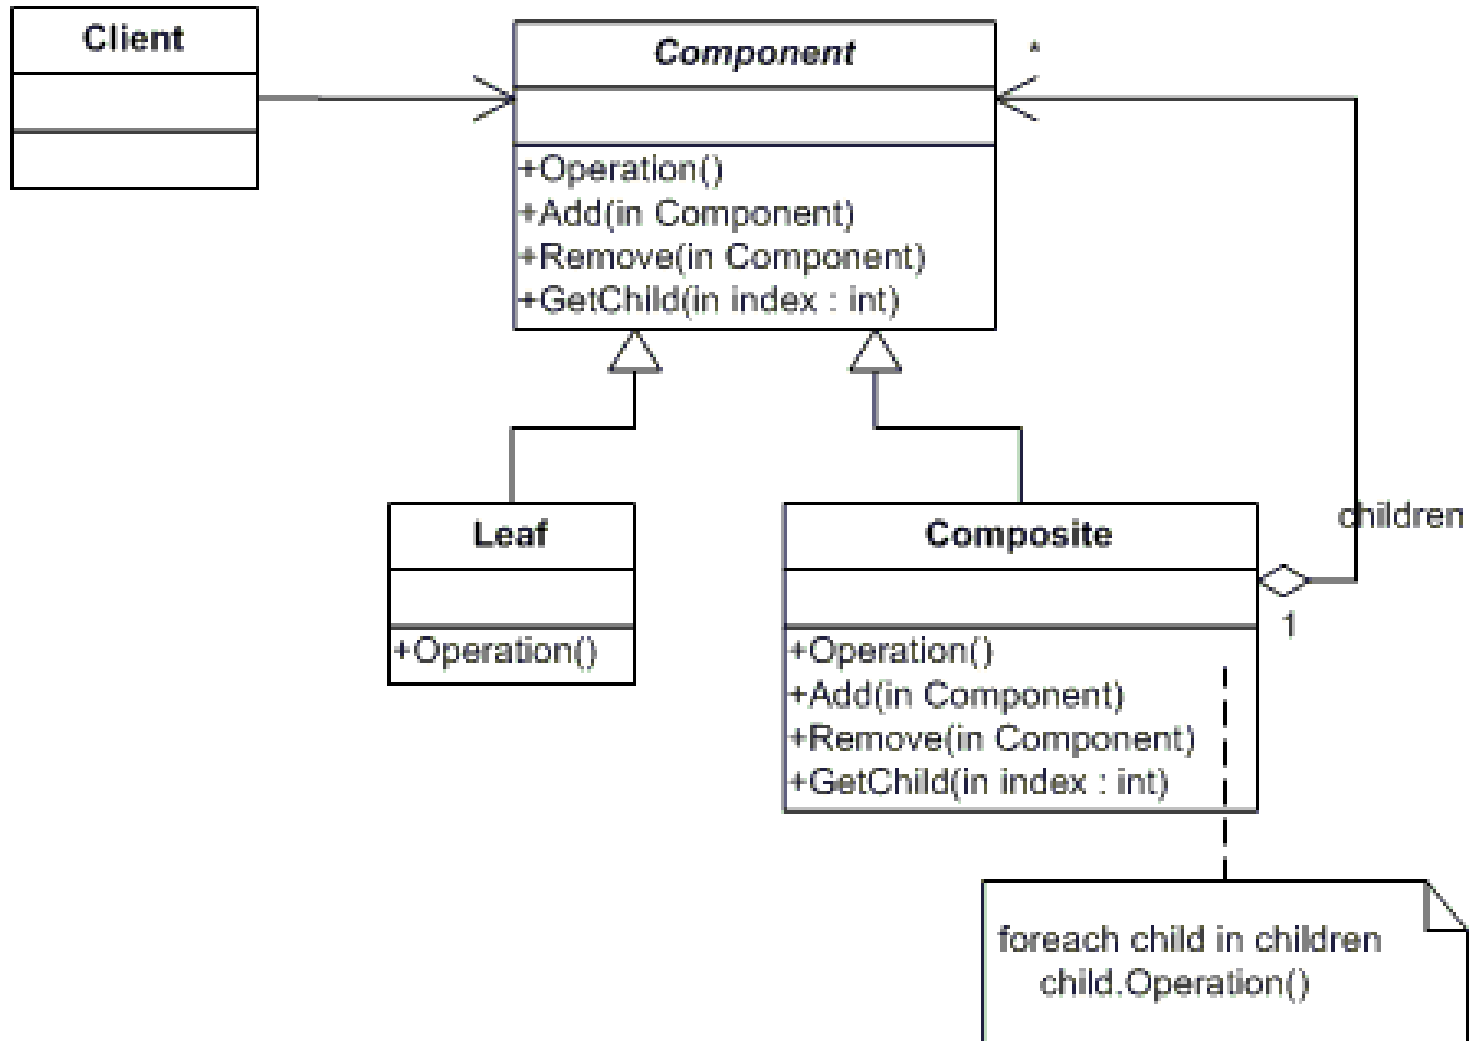 Client
Component
*
+Operation()
+Add(in Component)
+Remove(in Component)
+GetChild(in index : int)
children
Leaf
+Operation()
Composite
1
+Operation()
+Add(in Component)
+Remove(in Component)
+GetChild(in index : int)
foreach child in children
child.Operation()